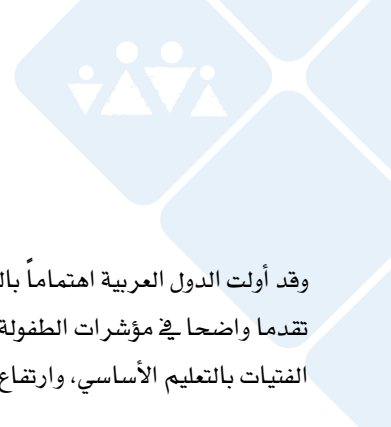 وقد أولت الدول العربية اهتماماً
تقدما واضحا في مؤشرات الطفولة
الفتيات بالتعليم الأساسي، وارتفاع